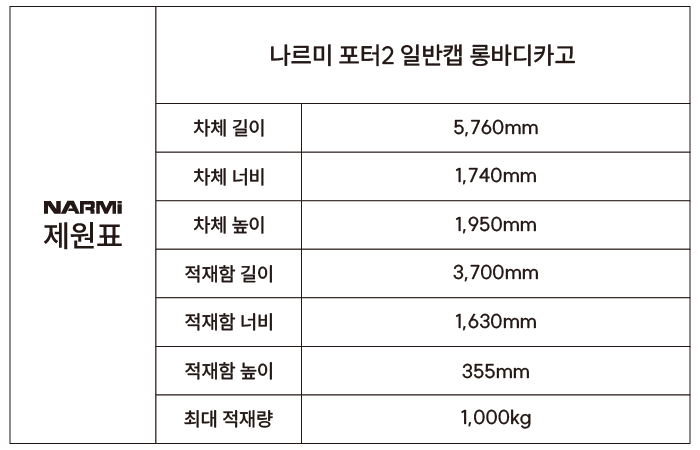 나르미 포터2 일반캡 롱바디카고
NARMi
제원표
차체 길이 5,760mm
차체 너비 1,740mm
차체 높이 1,950mm
적재함 길이 3,700mm
적재함 너비 1,630mm
적재함 높이 355mm
최대 적재량 1,000kg